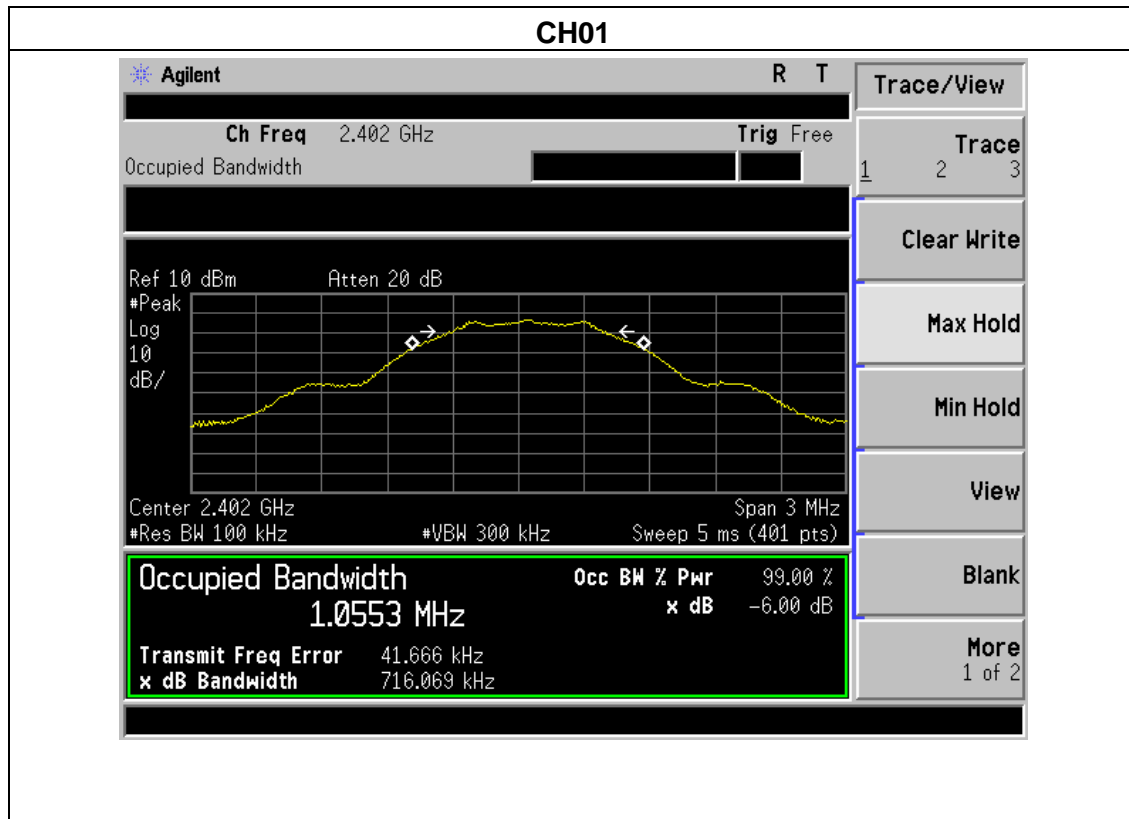 CH01
Agilent R T
Trace/View
Ch Freq 2.402 GHz Trig Free
Occupied Bandwidth
Trace
1 2 3
Clear Write
Ref 10 dBm Atten 20 dB
#Peak
Log
10
dB/
Max Hold
Min Hold
View
Center 2.402 GHz Span 3 MHz
#Res BW 100 kHz #VBW 300 kHz Sweep 5 ms (401 pts)
Occupied Bandwidth Occ BW % Pwr 99.00 %
1.0553 MHz x dB -6.00 dB
Blank
Transmit Freq Error 41.666 kHz
x dB Bandwidth 716.069 kHz
More
1 of 2